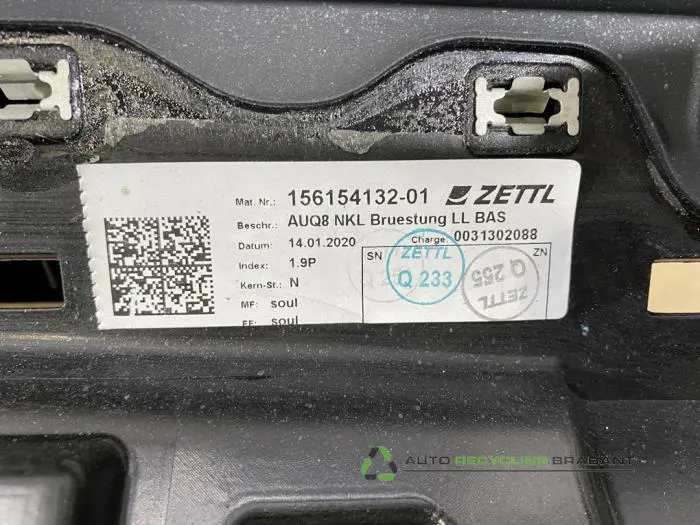 Mat. Nr.: 156154132-01 ZETTL
Beschr.: AUQ8 NKL Bruestung LL BAS
Datum: 14.01.2020 Charge: 0031302088
Index: 1.9P
Kern-St.: N
MF: soul
FF: soul
SN ZN
ZETTL
Q 233
ZETTL
Q 255
AUTO RECYCLING BRABANT